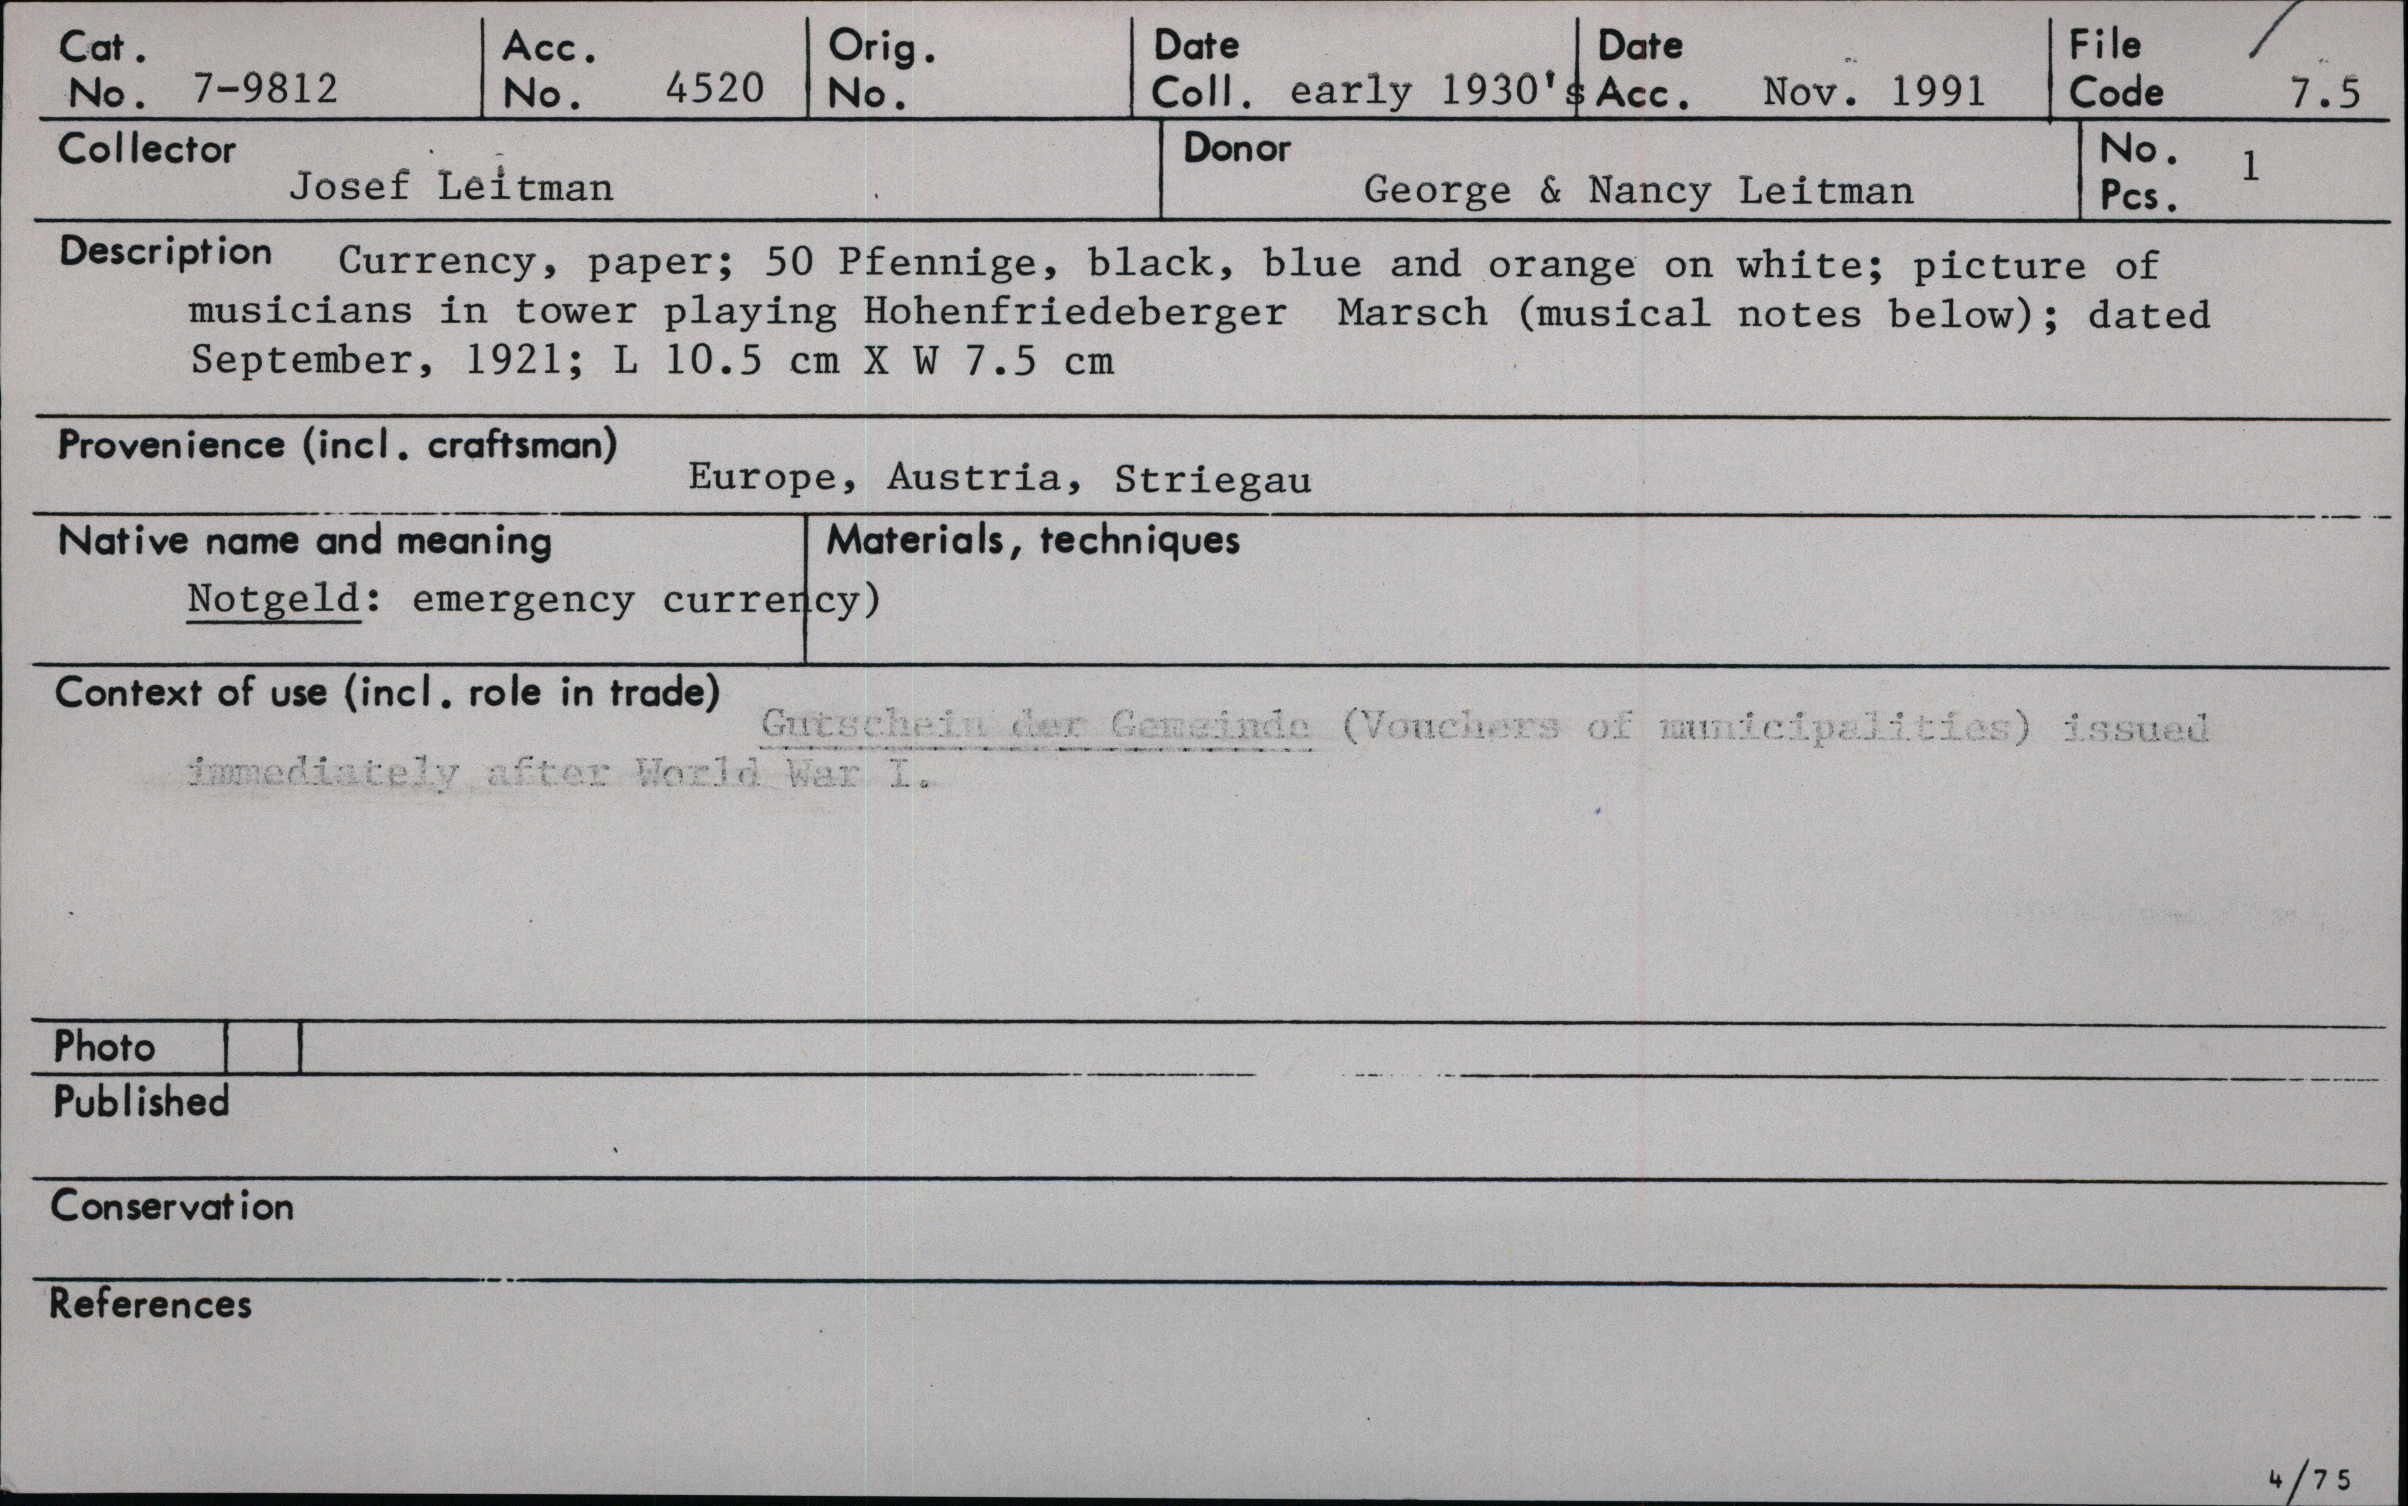 Cat. No. 7-9812
Acc. No. 4520
Orig. No.
Date Coll. early 1930's
Date Acc. Nov. 1991
File Code 7.5
Collector
Josef Leitman
Donor
George & Nancy Leitman
No. Pcs. 1
Description Currency, paper; 50 Pfennige, black, blue and orange on white; picture of
musicians in tower playing Hohenfriedeberger Marsch (musical notes below); dated
September, 1921; L 10.5 cm X W 7.5 cm
Provenience (incl. craftsman)
Europe, Austria, Striegau
Native name and meaning
Notgeld: emergency currency)
Materials, techniques
Context of use (incl. role in trade)
Gutschein der Gemeinde (Vouchers of municipalities) issued
immediately after World War I.
Photo
Published
Conservation
References
4/75